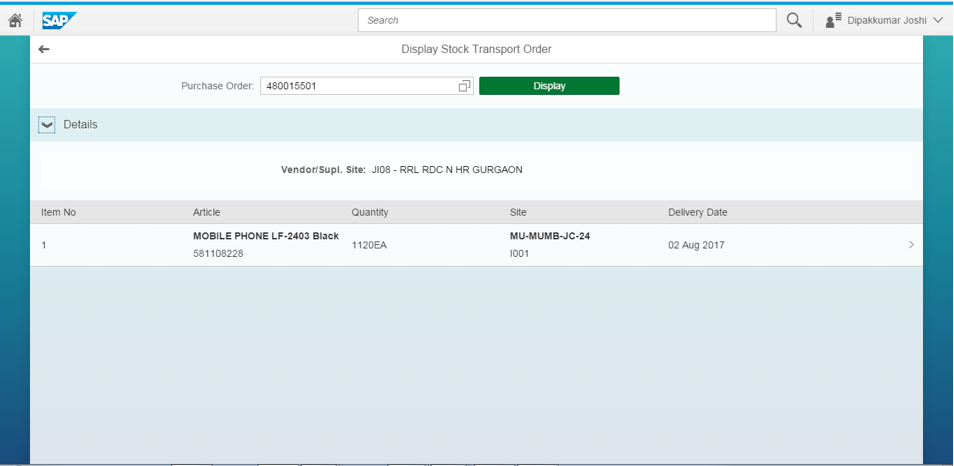 SAP
Search
Dipakkumar Joshi
Display Stock Transport Order
Purchase Order: 480015501 Display
Details
Vendor/Supl. Site: JI08 - RRL RDC N HR GURGAON
Item No Article Quantity Site Delivery Date
1 MOBILE PHONE LF-2403 Black 1120EA MU-MUMB-JC-24 02 Aug 2017
581108228 I001